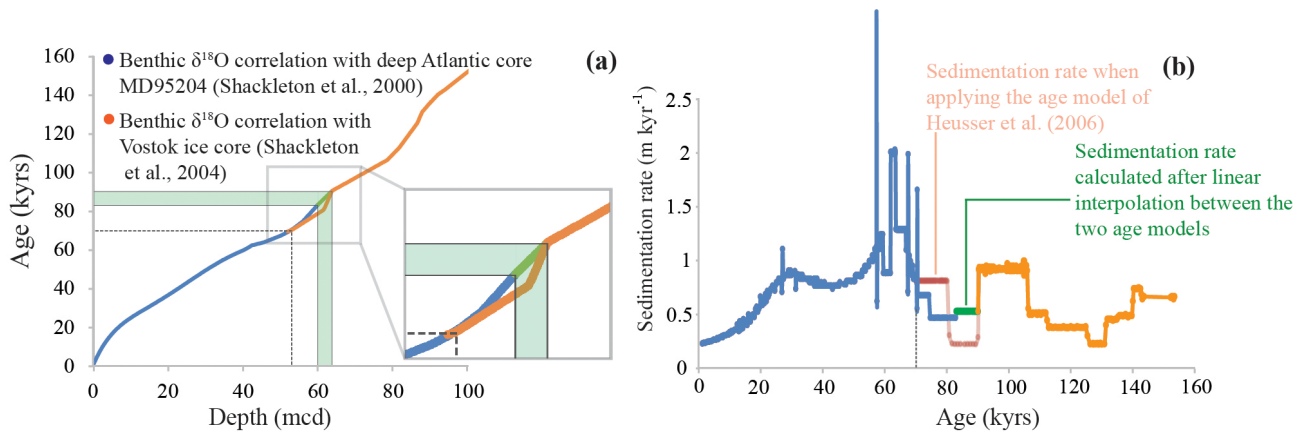 (a)
Age (kyrs)
160
140
120
100
80
60
40
20
0
Benthic δ¹⁸O correlation with deep Atlantic core
MD95204 (Shackleton et al., 2000)
Benthic δ¹⁸O correlation with
Vostok ice core (Shackleton
et al., 2004)
0 20 40 60 80 100
Depth (mcd)
(b)
Sedimentation rate (m kyr⁻¹)
2.5
2
1.5
1
0.5
0
Sedimentation rate when
applying the age model of
Heusser et al. (2006)
Sedimentation rate
calculated after linear
interpolation between the
two age models
0 20 40 60 80 100 120 140 160
Age (kyrs)